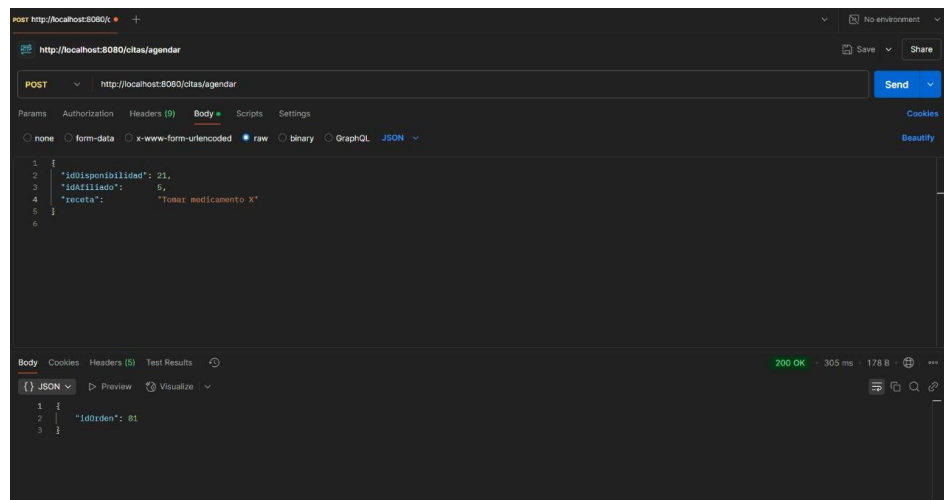 POST http://localhost:8080/c
No environment
http://localhost:8080/citas/agendar
Save
Share
POST
http://localhost:8080/citas/agendar
Send
Params Authorization Headers (9) Body Scripts Settings
Cookies
none form-data x-www-form-urlencoded raw binary GraphQL JSON
Beautify
1 {
2 "idDisponibilidad": 21,
3 "idAfiliado": 5,
4 "receta": "Tomar medicamento X"
5 }
6
Body Cookies Headers (5) Test Results
200 OK 305 ms 178 B
{} JSON Preview Visualize
1 {
2 "idOrden": 81
3 }